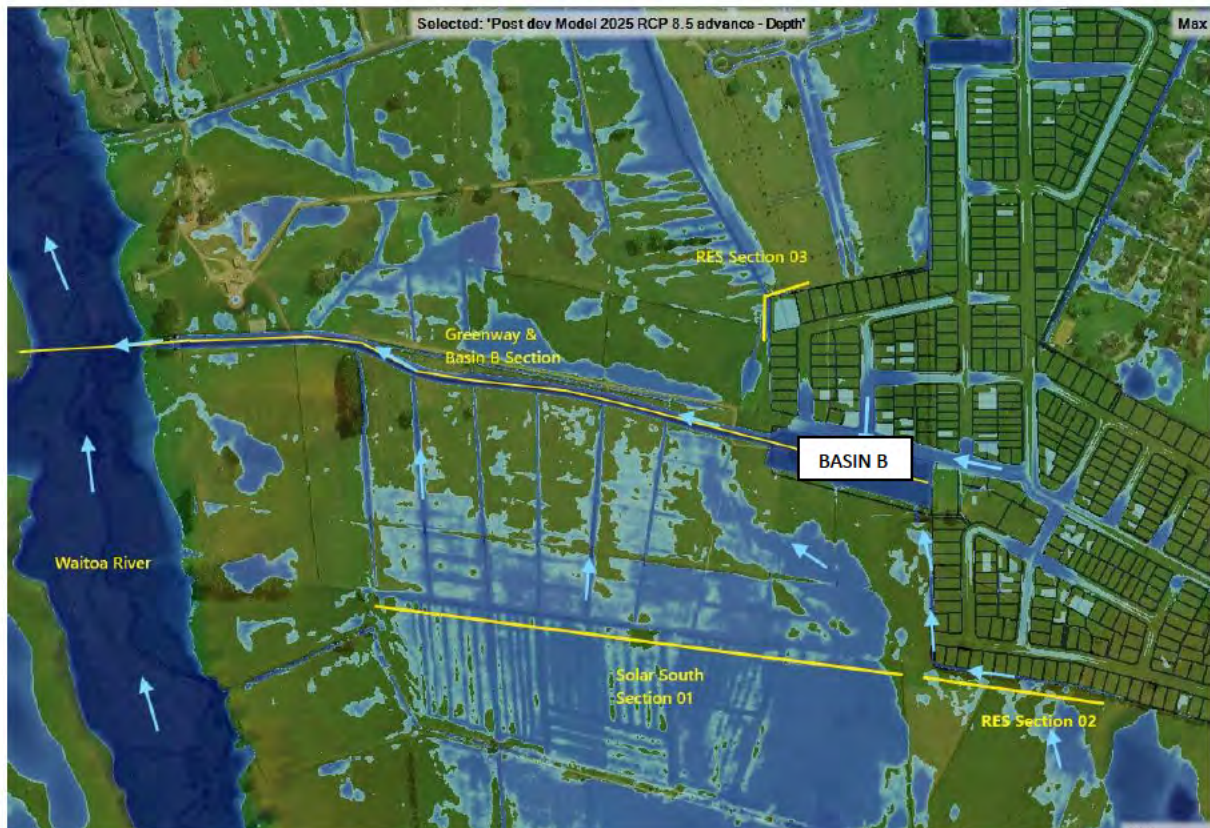 Selected: 'Post dev Model 2025 RCP 8.5 advance - Depth'
Max
RES Section 03
Greenway &
Basin B Section
BASIN B
Waitoa River
Solar South
Section 01
RES Section 02